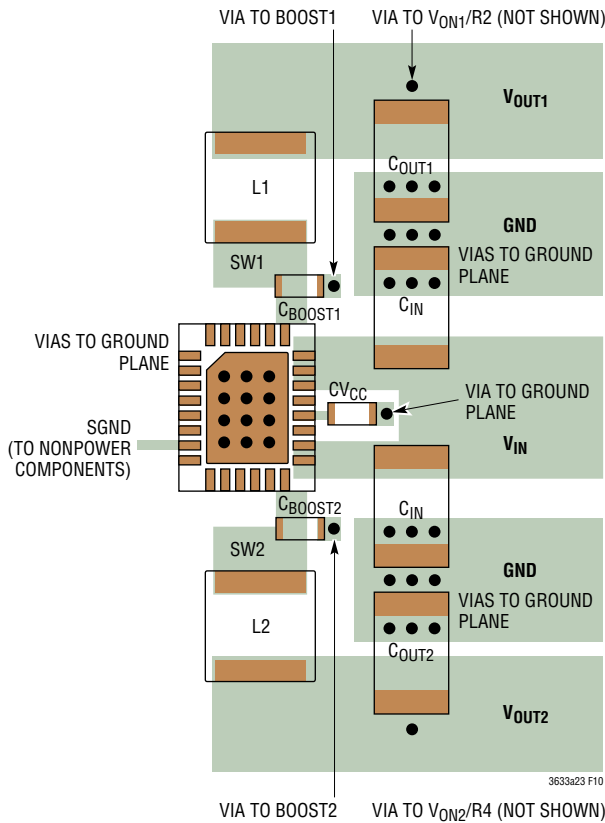 VIA TO BOOST1
VIA TO VON1/R2 (NOT SHOWN)
VOUT1
L1
COUT1
GND
SW1
VIAS TO GROUND
PLANE
CBOOST1
CIN
VIAS TO GROUND
PLANE
CVCC
VIA TO GROUND
PLANE
SGND
(TO NONPOWER
COMPONENTS)
VIN
CBOOST2
CIN
SW2
GND
VIAS TO GROUND
PLANE
L2
COUT2
VOUT2
3633a23 F10
VIA TO BOOST2
VIA TO VON2/R4 (NOT SHOWN)